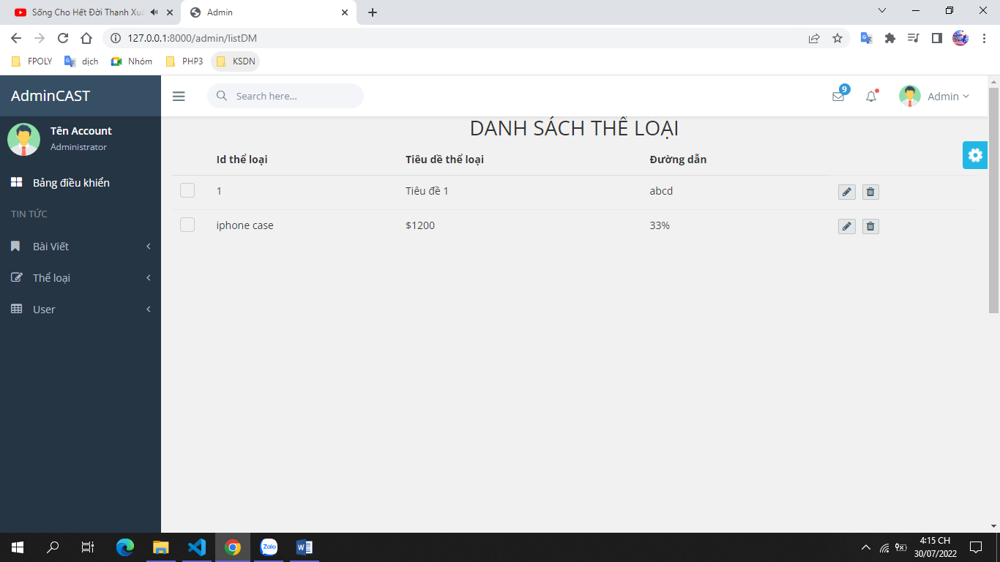 Sống Cho Hết Đời Thanh Xuâ
Admin
127.0.0.1:8000/admin/listDM
FPOLY
dịch
Nhóm
PHP3
KSDN
AdminCAST
Search here...
9
Admin
Tên Account
Administrator
Bảng điều khiển
TIN TỨC
Bài Viết
Thể loại
User
DANH SÁCH THỂ LOẠI
Id thể loại Tiêu dề thể loại Đường dẫn
1 Tiêu đề 1 abcd
iphone case $1200 33%
Zalo
4:15 CH
30/07/2022